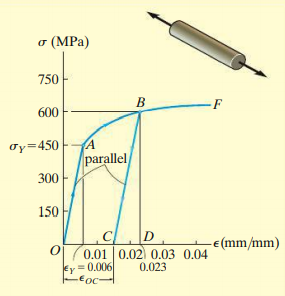 σ (MPa)
750
600
B
F
σY=450
A
parallel
300
150
O
C
D
0.01 0.02 0.03 0.04
ϵ (mm/mm)
ϵY = 0.006
0.023
ϵOC